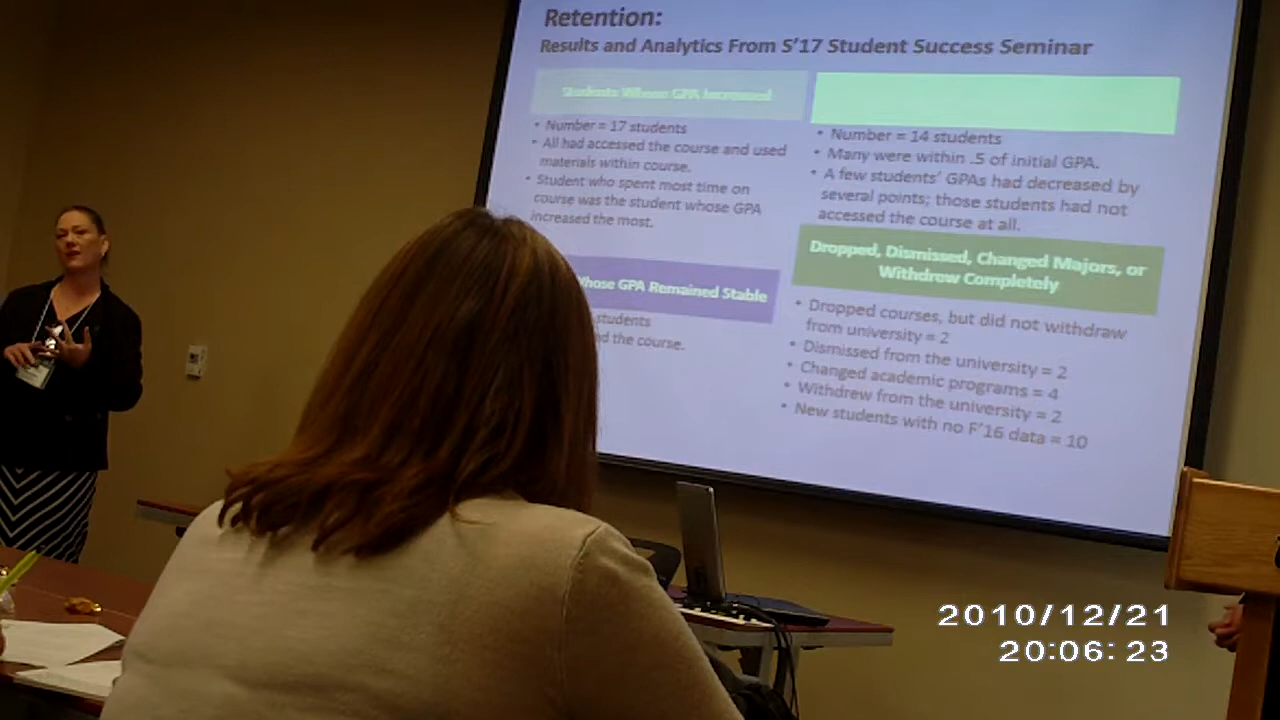 Retention:
Results and Analytics From S'17 Student Success Seminar
Students Whose GPA Increased
• Number = 17 students
• All had accessed the course and used
materials within course.
• Student who spent most time on
course was the student whose GPA
increased the most.
Whose GPA Remained Stable
students
the course.
• Number = 14 students
• Many were within .5 of initial GPA.
• A few students' GPAs had decreased by
several points; those students had not
accessed the course at all.
Dropped, Dismissed, Changed Majors, or
Withdrew Completely
• Dropped courses, but did not withdraw
from university = 2
• Dismissed from the university = 2
• Changed academic programs = 4
• Withdrew from the university = 2
• New students with no F'16 data = 10
2010/12/21
20:06:23